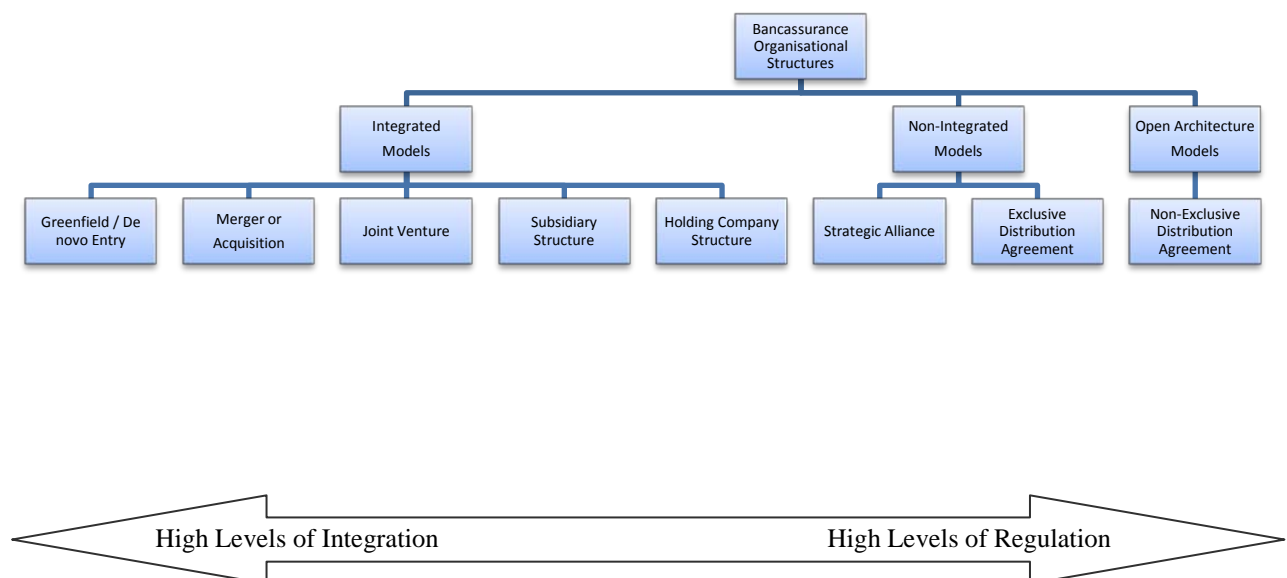 Bancassurance
Organisational
Structures
Integrated
Models
Non-Integrated
Models
Open Architecture
Models
Greenfield / De
novo Entry
Merger or
Acquisition
Joint Venture
Subsidiary
Structure
Holding Company
Structure
Strategic Alliance
Exclusive
Distribution
Agreement
Non-Exclusive
Distribution
Agreement
High Levels of Integration
High Levels of Regulation